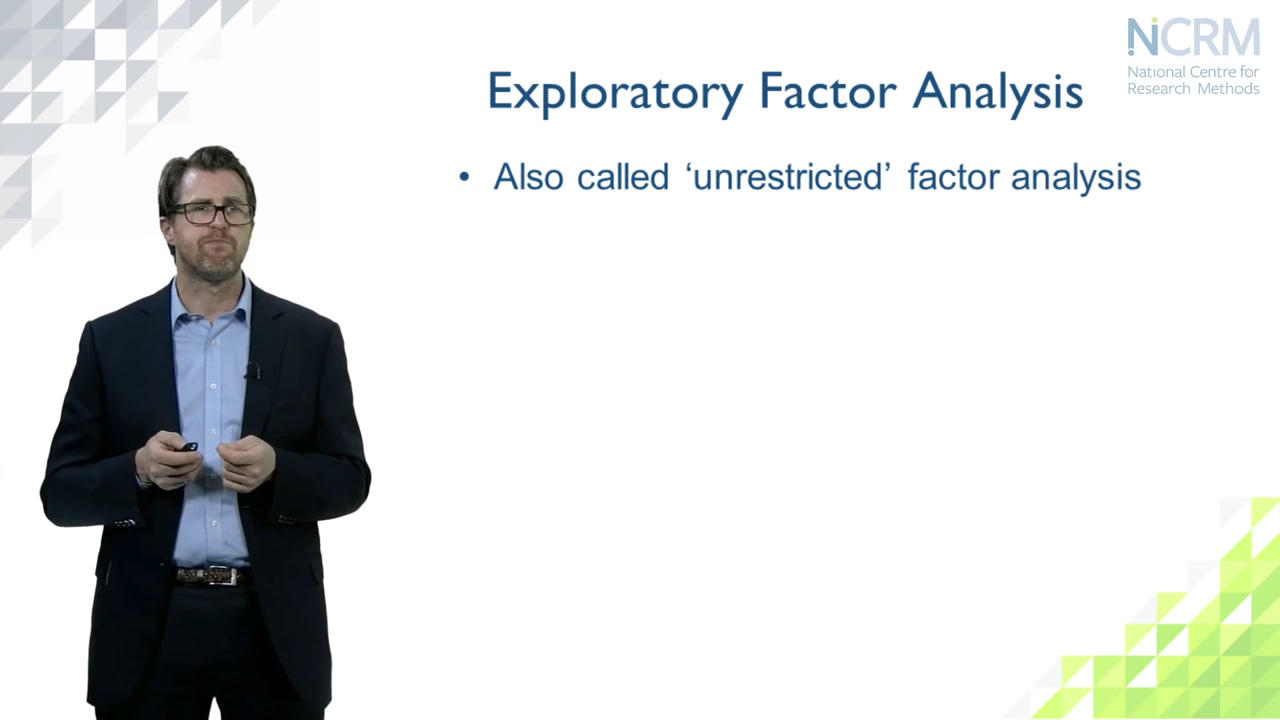 NCRM
National Centre for
Research Methods
Exploratory Factor Analysis
• Also called ‘unrestricted’ factor analysis